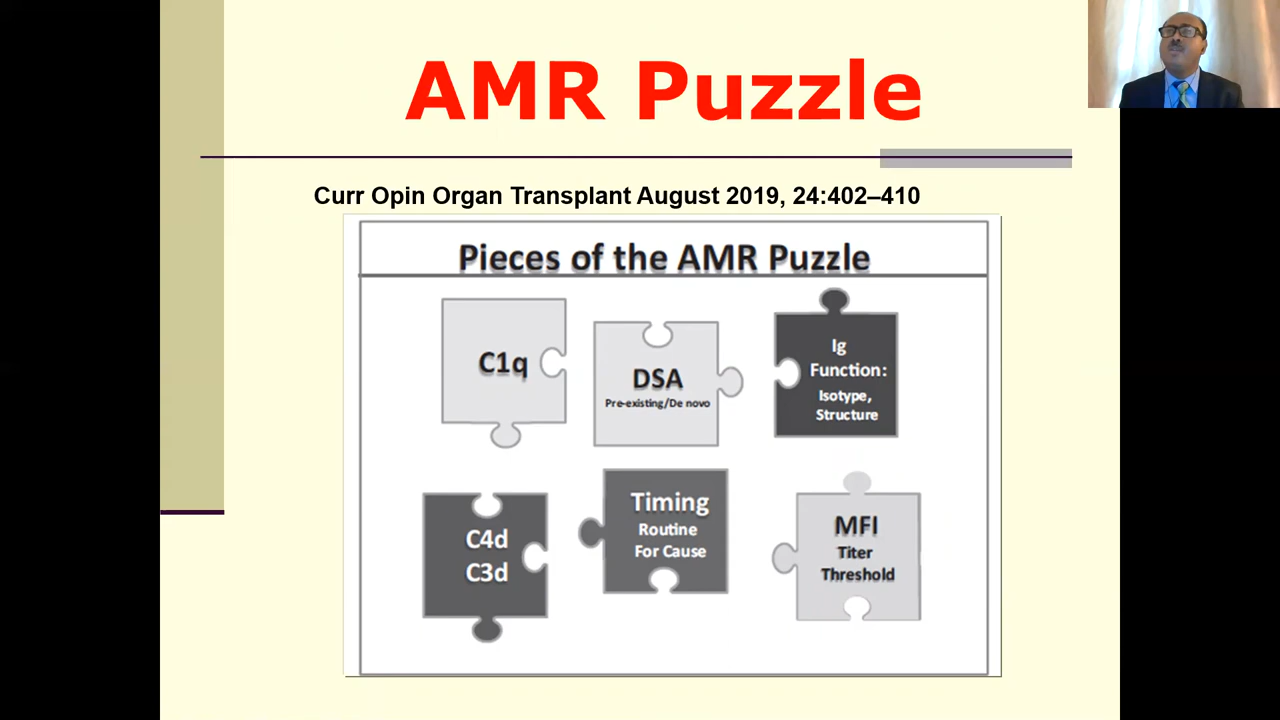 AMR Puzzle
Curr Opin Organ Transplant August 2019, 24:402–410
Pieces of the AMR Puzzle
C1q
DSA
Pre-existing/De novo
Ig
Function:
Isotype,
Structure
C4d
C3d
Timing
Routine
For Cause
MFI
Titer
Threshold